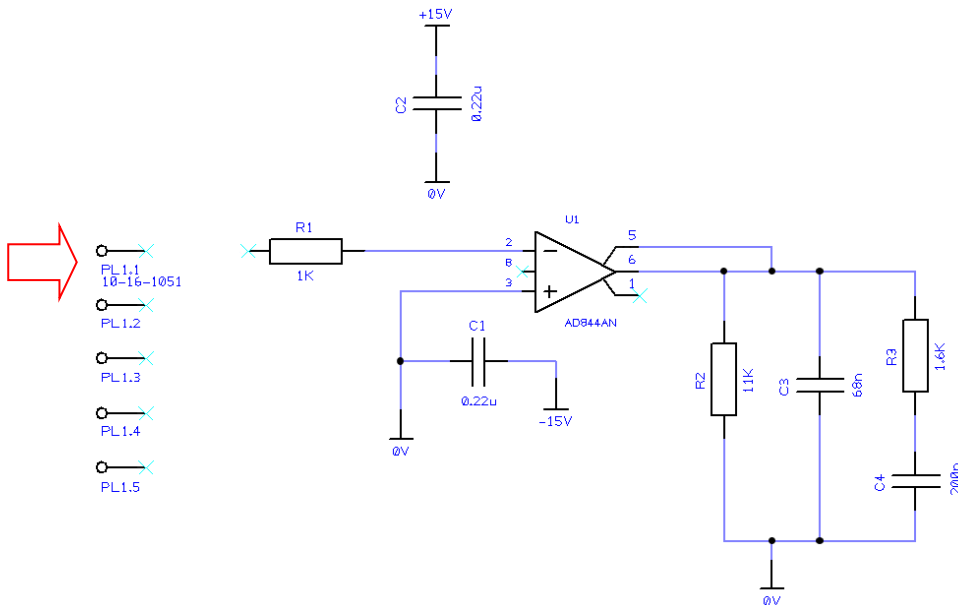 +15V
C2
0.22u
0V
R1
1K
U1
2
8
3
5
6
1
AD844AN
PL1.1
10-16-1051
PL1.2
PL1.3
PL1.4
PL1.5
C1
0.22u
-15V
0V
R2
11K
C3
68n
R3
1.6K
C4
200n
0V